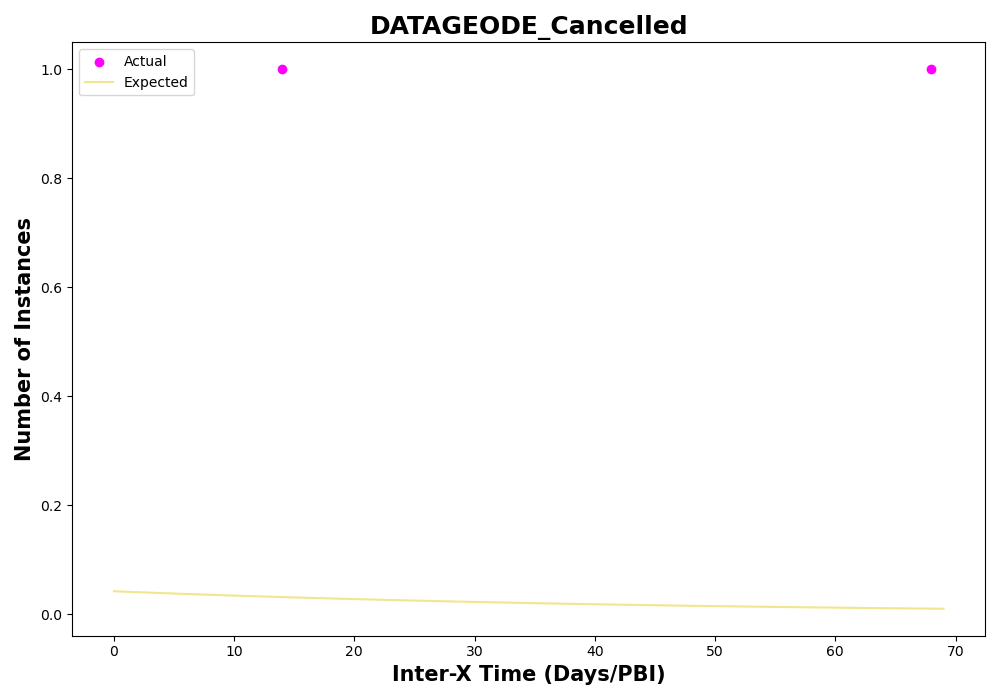 DATAGEODE_Cancelled
Actual
Expected
1.0
0.8
0.6
0.4
0.2
0.0
Number of Instances
0 10 20 30 40 50 60 70
Inter-X Time (Days/PBI)